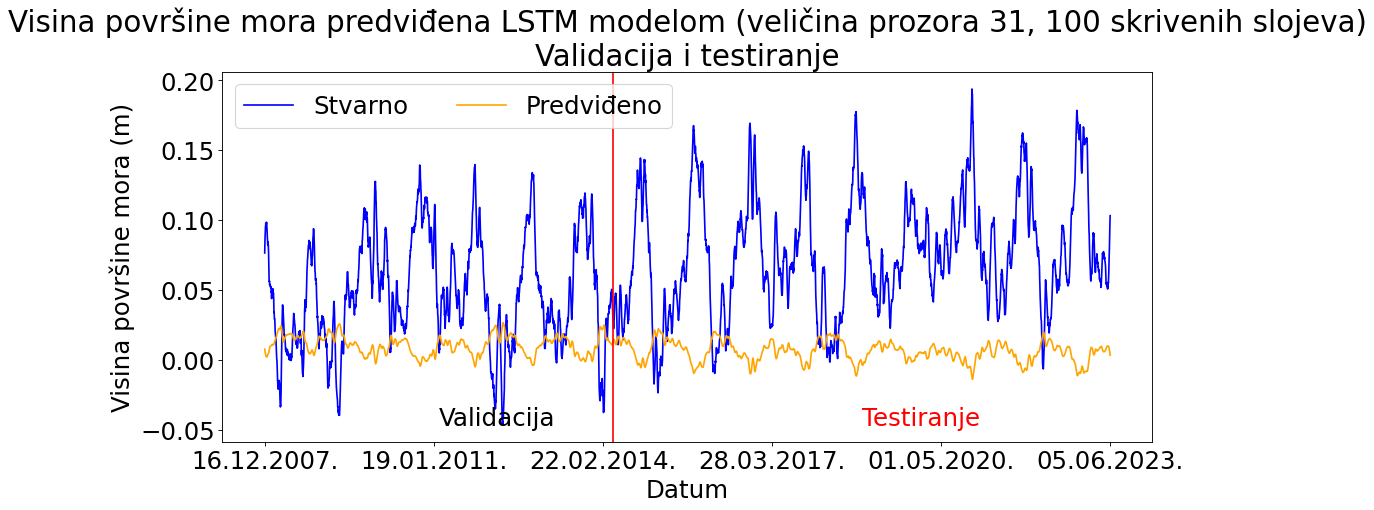 Visina površine mora predviđena LSTM modelom (veličina prozora 31, 100 skrivenih slojeva)
Validacija i testiranje
Stvarno
Predviđeno
Visina površine mora (m)
0.20
0.15
0.10
0.05
0.00
−0.05
Validacija
Testiranje
16.12.2007.
19.01.2011.
22.02.2014.
28.03.2017.
01.05.2020.
05.06.2023.
Datum